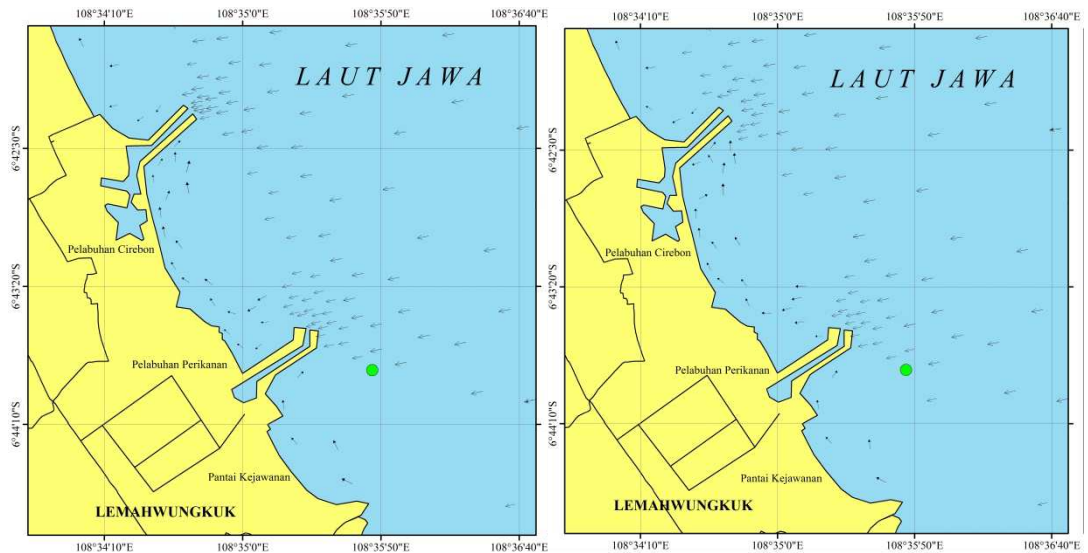 108°34'10"E 108°35'0"E 108°35'50"E 108°36'40"E
LAUT JAWA
6°42'30"S
Pelabuhan Cirebon
6°43'20"S
Pelabuhan Perikanan
6°44'10"S
Pantai Kejawanan
LEMAHWUNGKUK
108°34'10"E 108°35'0"E 108°35'50"E 108°36'40"E
108°34'10"E 108°35'0"E 108°35'50"E 108°36'40"E
LAUT JAWA
6°42'30"S
Pelabuhan Cirebon
6°43'20"S
Pelabuhan Perikanan
6°44'10"S
Pantai Kejawanan
LEMAHWUNGKUK
108°34'10"E 108°35'0"E 108°35'50"E 108°36'40"E